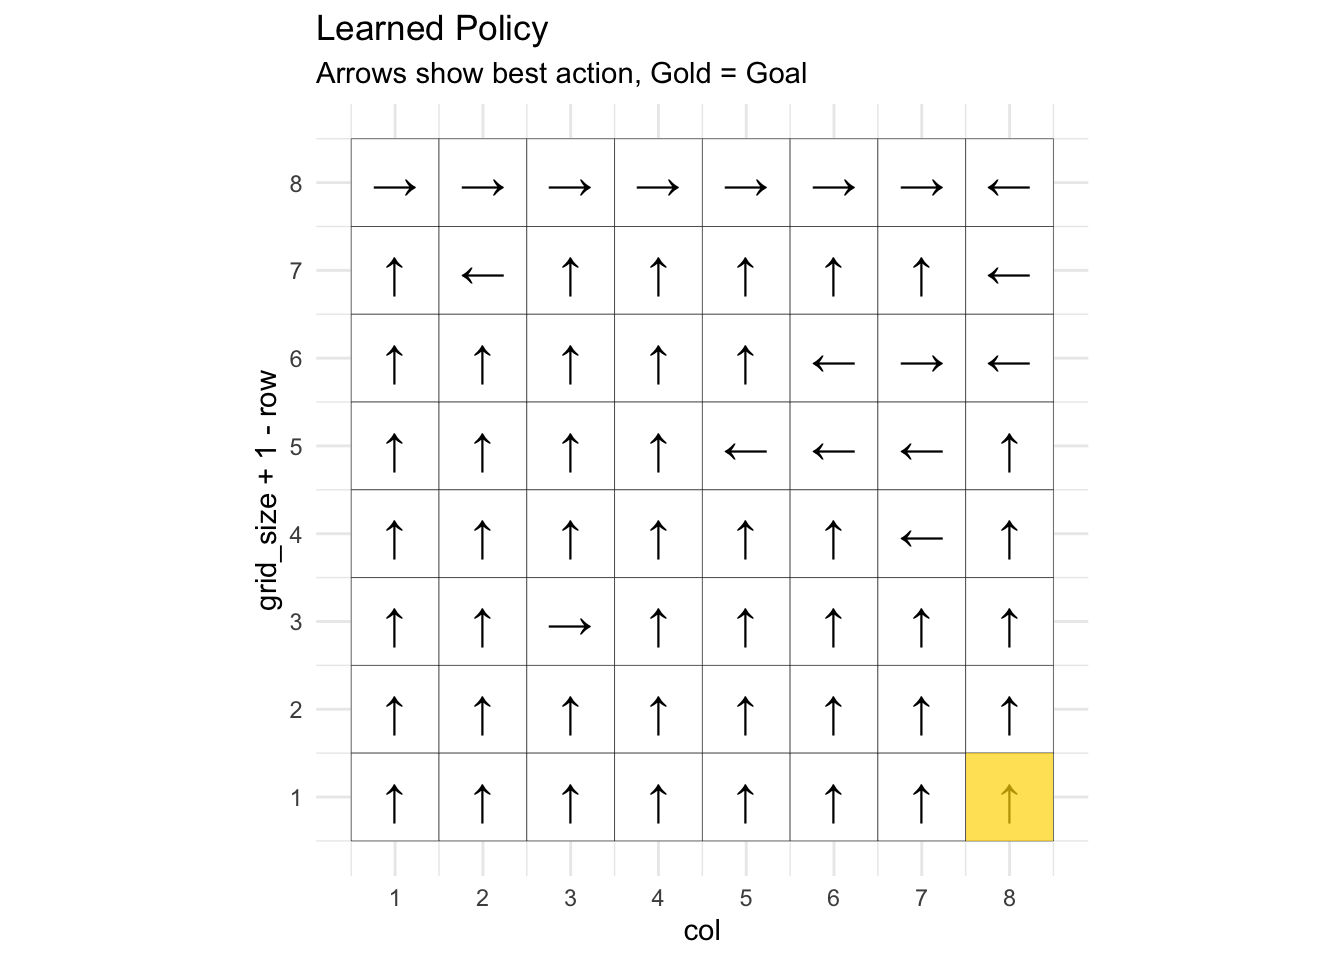 Learned Policy
Arrows show best action, Gold = Goal
8 → → → → → → → ←
7 ↑ ← ↑ ↑ ↑ ↑ ↑ ←
6 ↑ ↑ ↑ ↑ ↑ ← → ←
5 ↑ ↑ ↑ ↑ ← ← ← ↑
4 ↑ ↑ ↑ ↑ ↑ ↑ ← ↑
3 ↑ ↑ → ↑ ↑ ↑ ↑ ↑
2 ↑ ↑ ↑ ↑ ↑ ↑ ↑ ↑
1 ↑ ↑ ↑ ↑ ↑ ↑ ↑ ↑
grid_size + 1 - row
1 2 3 4 5 6 7 8
col